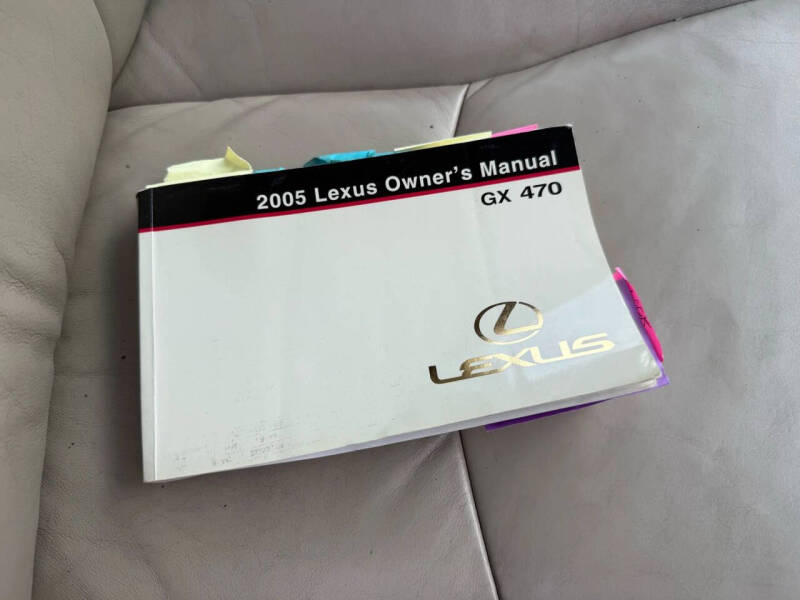 2005 Lexus Owner's Manual
GX 470
LEXUS